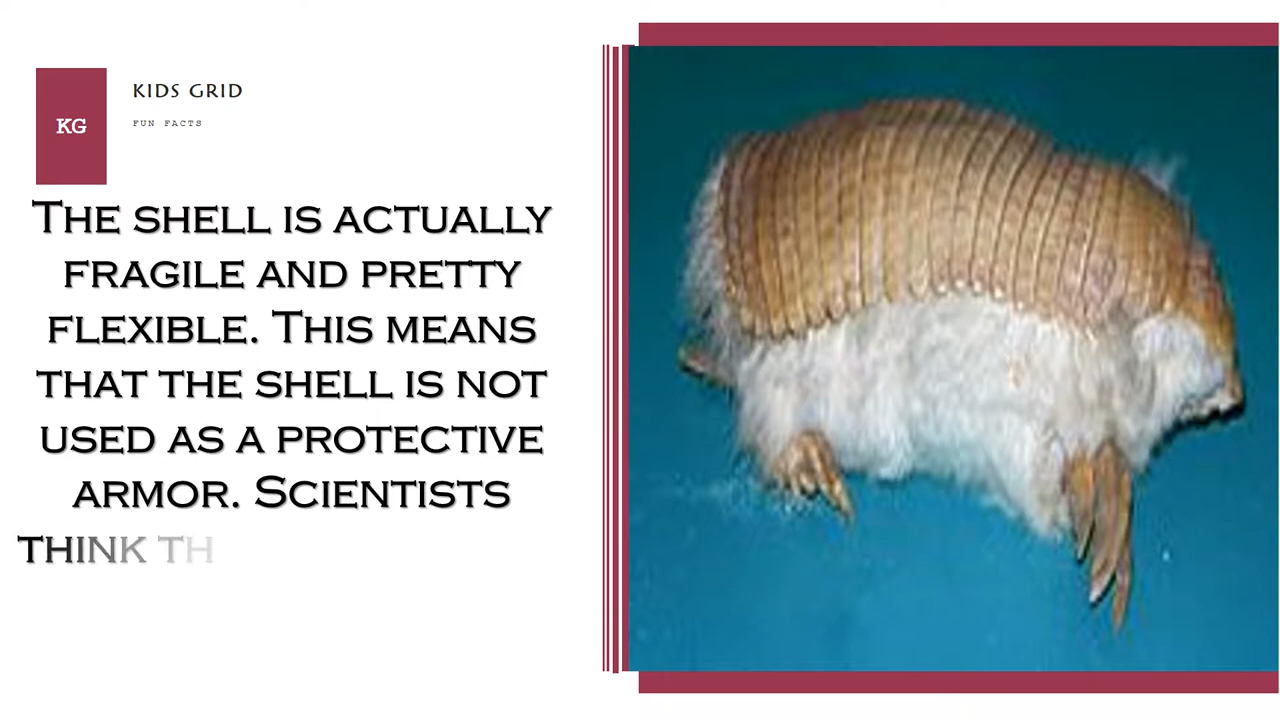 KG
KIDS GRID
FUN FACTS
The shell is actually
fragile and pretty
flexible. This means
that the shell is not
used as a protective
armor. Scientists
think th